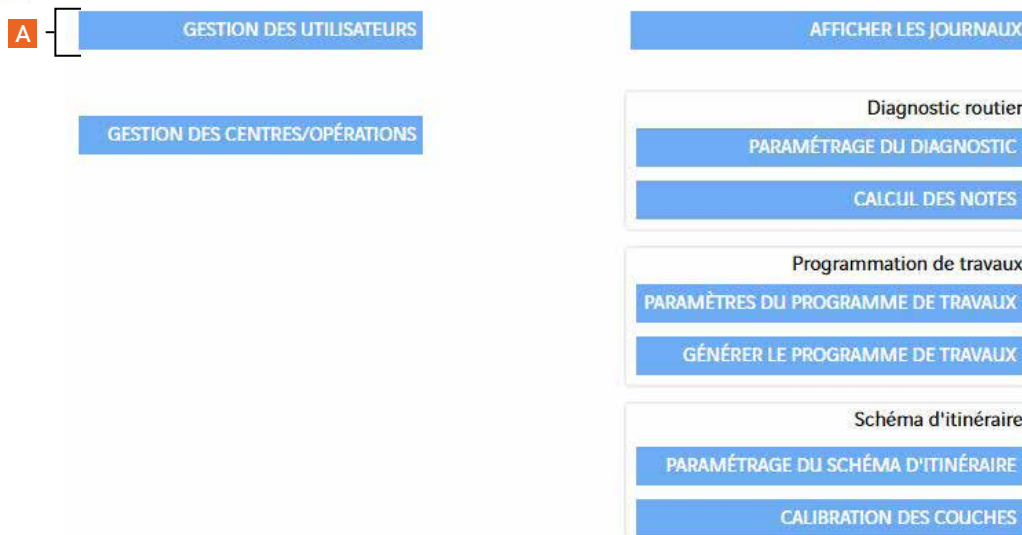 A
GESTION DES UTILISATEURS
GESTION DES CENTRES/OPÉRATIONS
AFFICHER LES JOURNAUX
Diagnostic routier
PARAMÉTRAGE DU DIAGNOSTIC
CALCUL DES NOTES
Programmation de travaux
PARAMÈTRES DU PROGRAMME DE TRAVAUX
GÉNÉRER LE PROGRAMME DE TRAVAUX
Schéma d'itinéraire
PARAMÉTRAGE DU SCHÉMA D'ITINÉRAIRE
CALIBRATION DES COUCHES